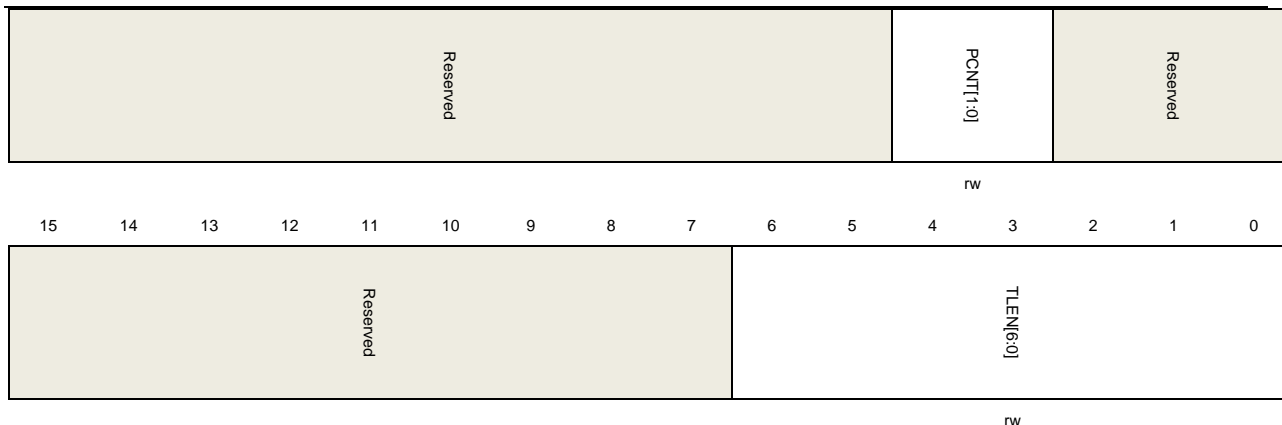 Reserved PCNT[1:0] Reserved
rw
15 14 13 12 11 10 9 8 7 6 5 4 3 2 1 0
Reserved TLEN[6:0]
rw